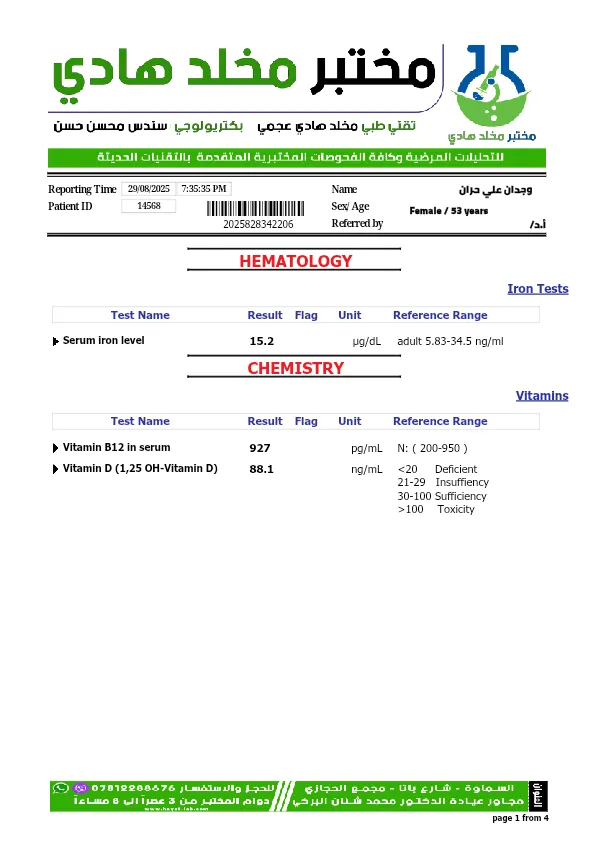 مختبر مخلد هادي
مختبر مخلد هادي
تقني طبي مخلد هادي عجمي بكتريولوجي سندس محسن حسن
للتحليلات المرضية وكافة الفحوصات المختبرية المتقدمة بالتقنيات الحديثة
Reporting Time 29/08/2025 7:35:35 PM Name وجدان علي حران
Patient ID 14568 Sex/ Age Female / 53 years
2025828342206 Referred by أ.د/
HEMATOLOGY
Iron Tests
Test Name Result Flag Unit Reference Range
Serum iron level 15.2 µg/dL adult 5.83-34.5 ng/ml
CHEMISTRY
Vitamins
Test Name Result Flag Unit Reference Range
Vitamin B12 in serum 927 pg/mL N: ( 200-950 )
Vitamin D (1,25 OH-Vitamin D) 88.1 ng/mL <20 Deficient
21-29 Insuffiency
30-100 Sufficiency
>100 Toxicity
العنوان
السماوة - شارع باتا - مجمع الحجازي
مجاور عيادة الدكتور محمد شنان البركي
للحجز والاستفسار 07812288676
دوام المختبر من 3 عصراً الى 8 مساءاً
www.hayat-lab.com
page 1 from 4